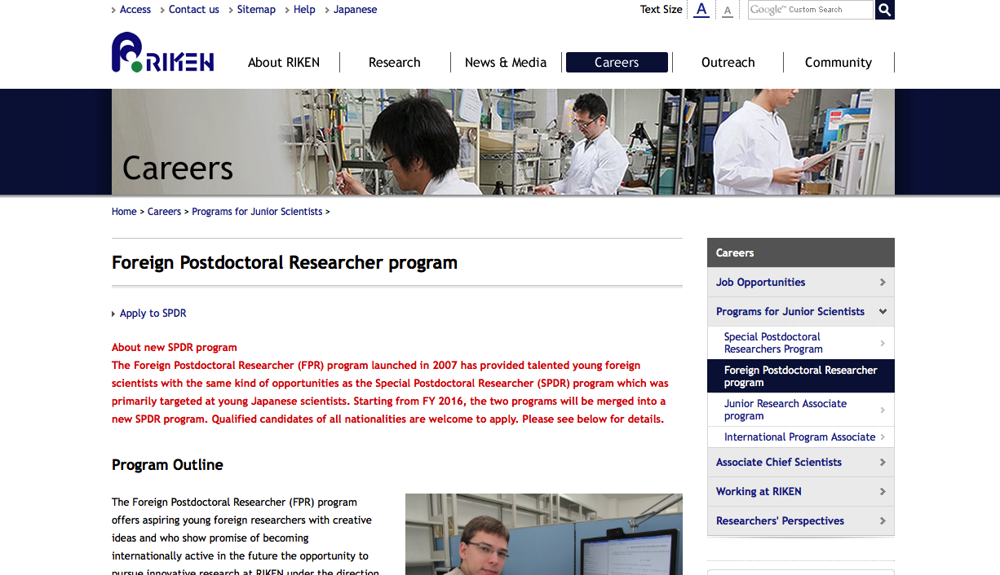 Access Contact us Sitemap Help Japanese
Text Size A A Google™ Custom Search
RIKEN
About RIKEN Research News & Media Careers Outreach Community
Careers
Home > Careers > Programs for Junior Scientists >
Foreign Postdoctoral Researcher program
Apply to SPDR
About new SPDR program
The Foreign Postdoctoral Researcher (FPR) program launched in 2007 has provided talented young foreign
scientists with the same kind of opportunities as the Special Postdoctoral Researcher (SPDR) program which was
primarily targeted at young Japanese scientists. Starting from FY 2016, the two programs will be merged into a
new SPDR program. Qualified candidates of all nationalities are welcome to apply. Please see below for details.
Program Outline
The Foreign Postdoctoral Researcher (FPR) program
offers aspiring young foreign researchers with creative
ideas and who show promise of becoming
internationally active in the future the opportunity to
pursue innovative research at RIKEN under the direction
Careers
Job Opportunities
Programs for Junior Scientists
Special Postdoctoral
Researchers Program
Foreign Postdoctoral Researcher
program
Junior Research Associate
program
International Program Associate
Associate Chief Scientists
Working at RIKEN
Researchers' Perspectives